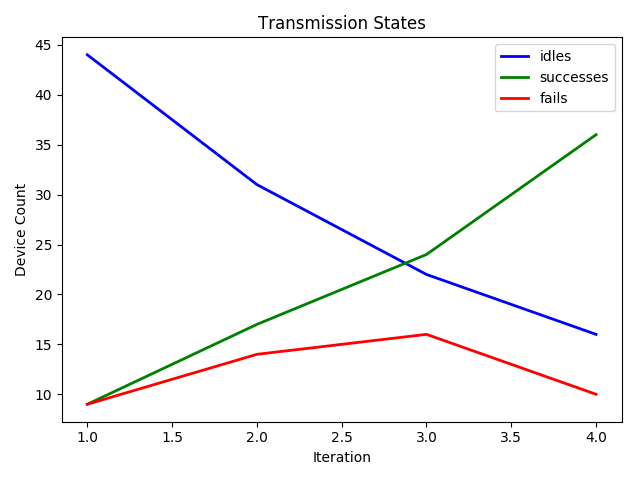 Transmission States
idles
successes
fails
45
40
35
30
25
20
15
10
Device Count
1.0 1.5 2.0 2.5 3.0 3.5 4.0
Iteration